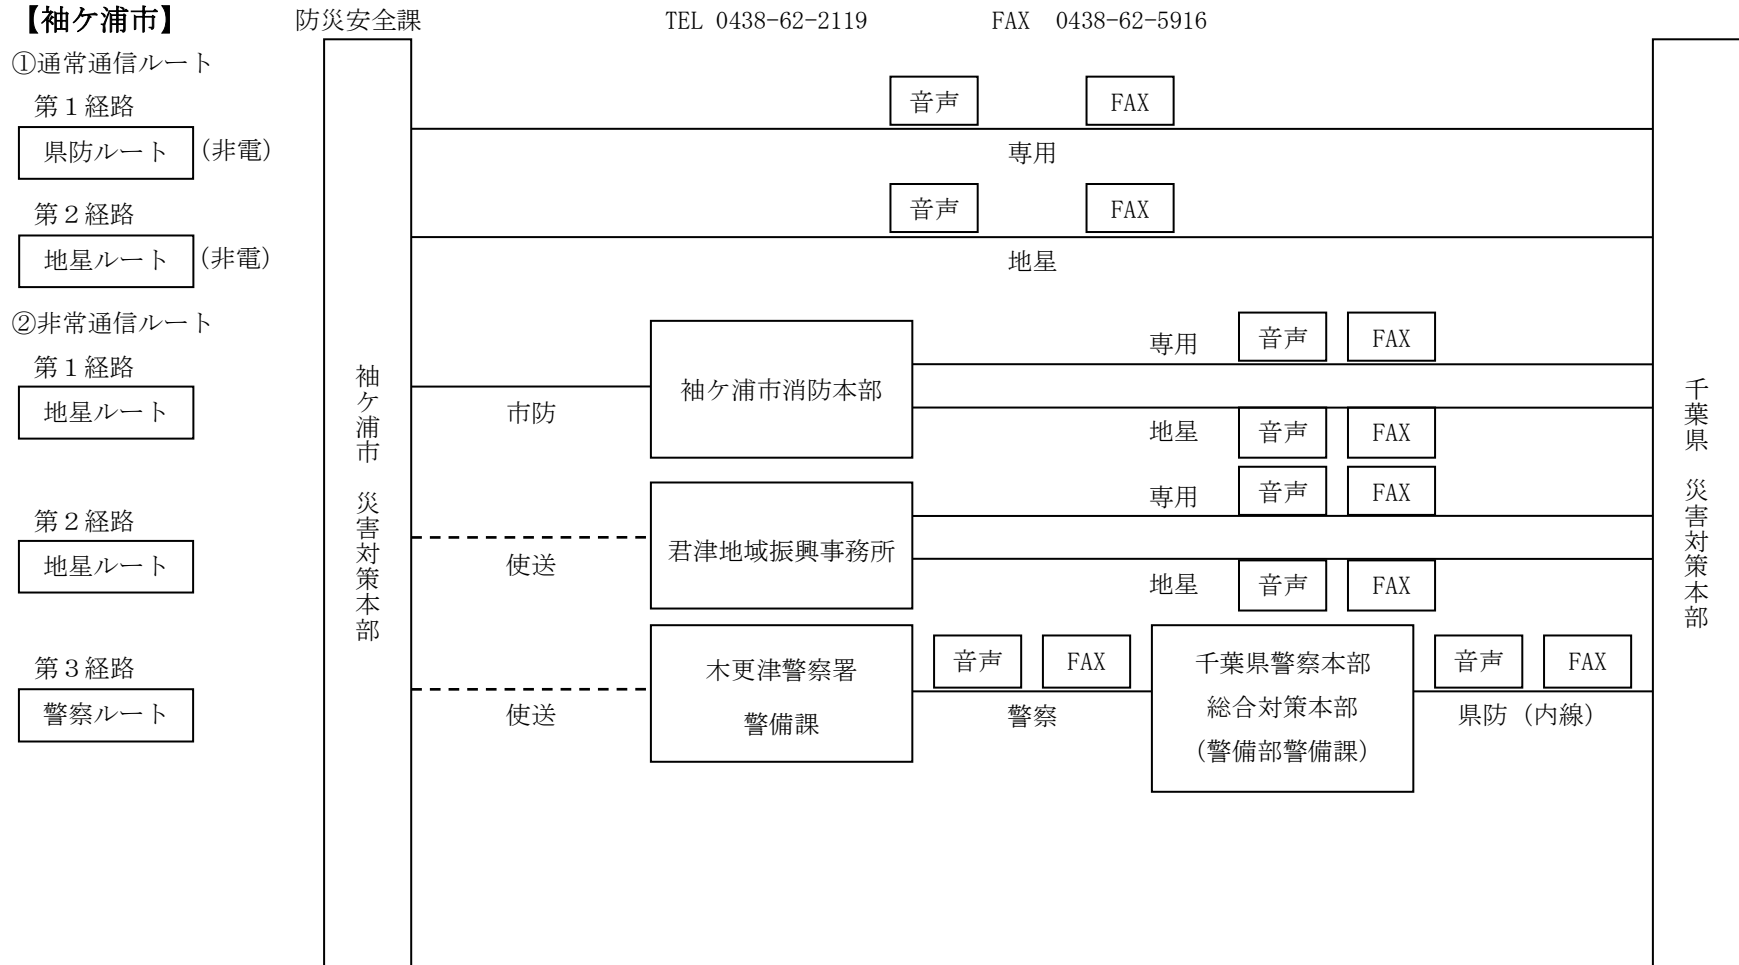 【袖ケ浦市】 防災安全課 TEL 0438-62-2119 FAX 0438-62-5916
①通常通信ルート
第１経路
県防ルート (非電)
音声 FAX
専用
第２経路
地星ルート (非電)
音声 FAX
地星
②非常通信ルート
第１経路
地星ルート
市防
袖ケ浦市消防本部
専用 音声 FAX
地星 音声 FAX
第２経路
地星ルート
使送
君津地域振興事務所
専用 音声 FAX
地星 音声 FAX
第３経路
警察ルート
使送
木更津警察署
警備課
音声 FAX
警察
千葉県警察本部
総合対策本部
(警備部警備課)
音声 FAX
県防（内線）
袖ケ浦市 災害対策本部
千葉県 災害対策本部